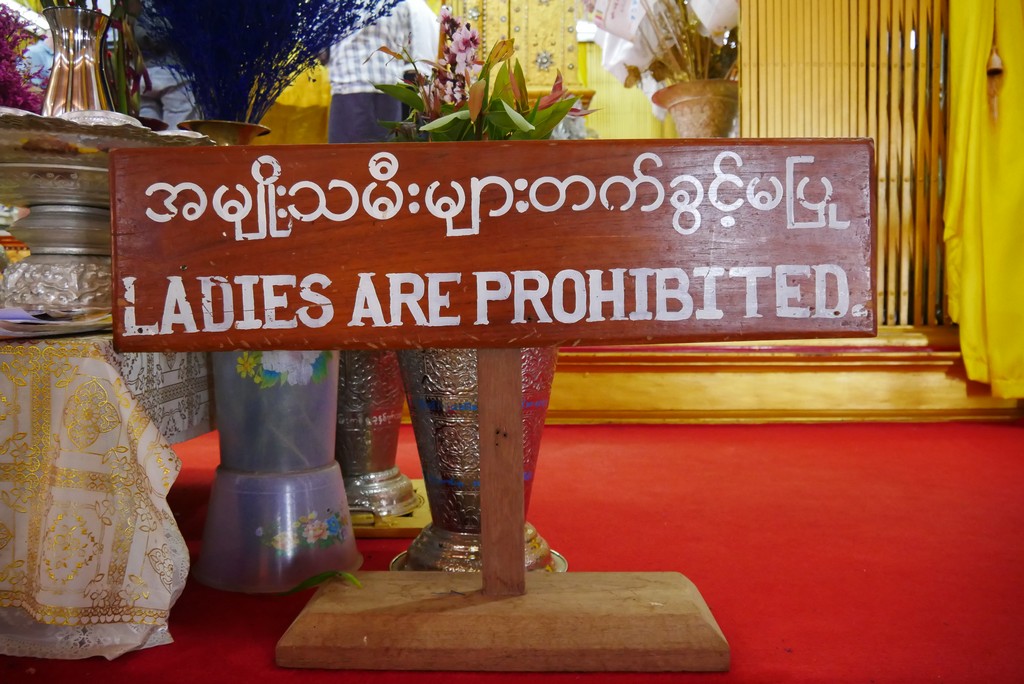 အမျိုးသမီးများတက်ခွင့်မပြု
LADIES ARE PROHIBITED.